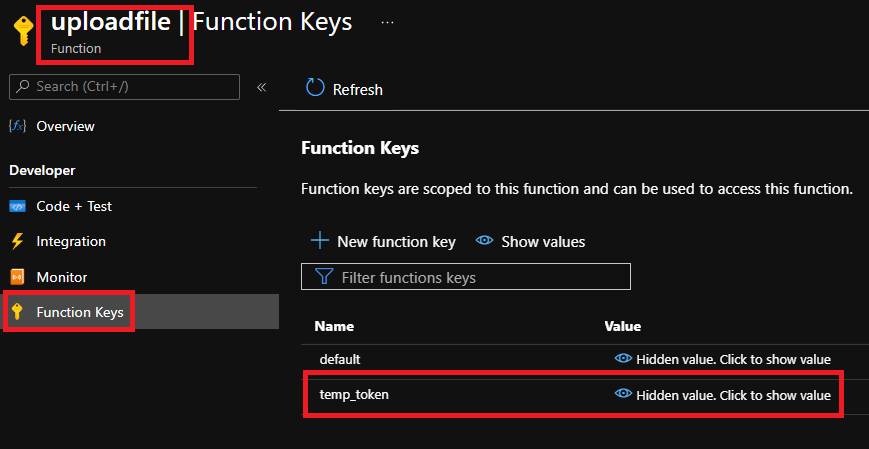 uploadfile | Function Keys ...
Function
Search (Ctrl+/)
«
Refresh
Overview
Developer
Code + Test
Integration
Monitor
Function Keys
Function Keys
Function keys are scoped to this function and can be used to access this function.
New function key Show values
Filter functions keys
Name Value
default Hidden value. Click to show value
temp_token Hidden value. Click to show value